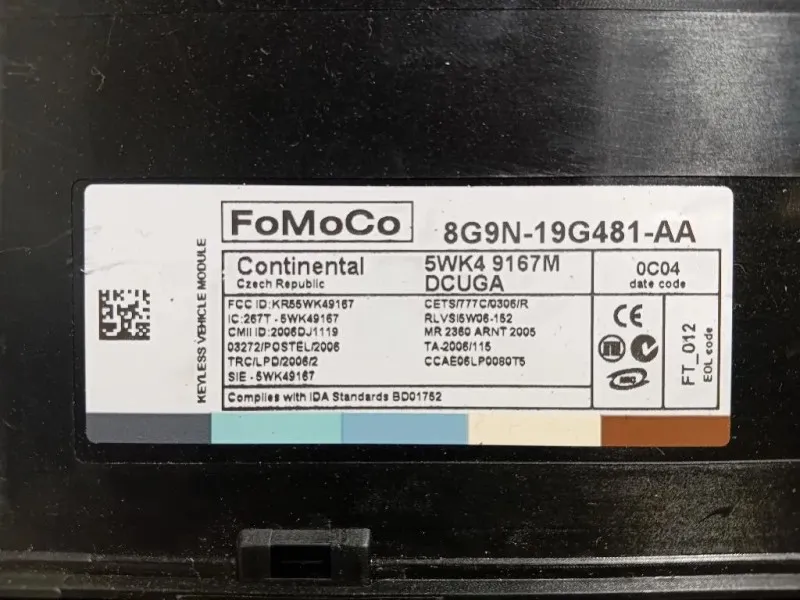 FoMoCo
8G9N-19G481-AA
KEYLESS VEHICLE MODULE
Continental
Czech Republic
5WK4 9167M
DCUGA
0C04
date code
FCC ID: KR55WK49167
IC:267T - 5WK49167
CMII ID: 2006DJ1119
03272/POSTEL/2006
TRC/LPD/2006/2
SIE - 5WK49167
CETS/777C/0306/R
RLVSI5W06-152
MR 2360 ARNT 2005
TA-2006/115
CCAE06LP0080T5
CE
FT_012
EOL code
Complies with IDA Standards BD01752